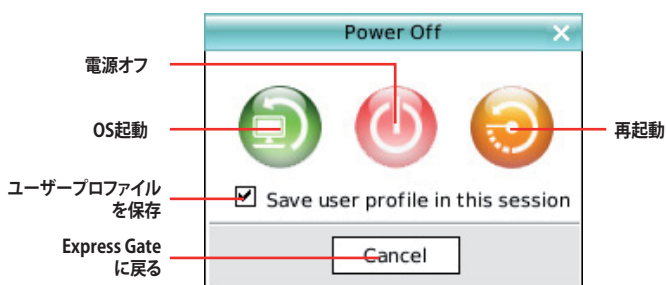 Power Off
電源オフ
OS起動
再起動
ユーザープロファイル
を保存
Save user profile in this session
Express Gate
に戻る
Cancel